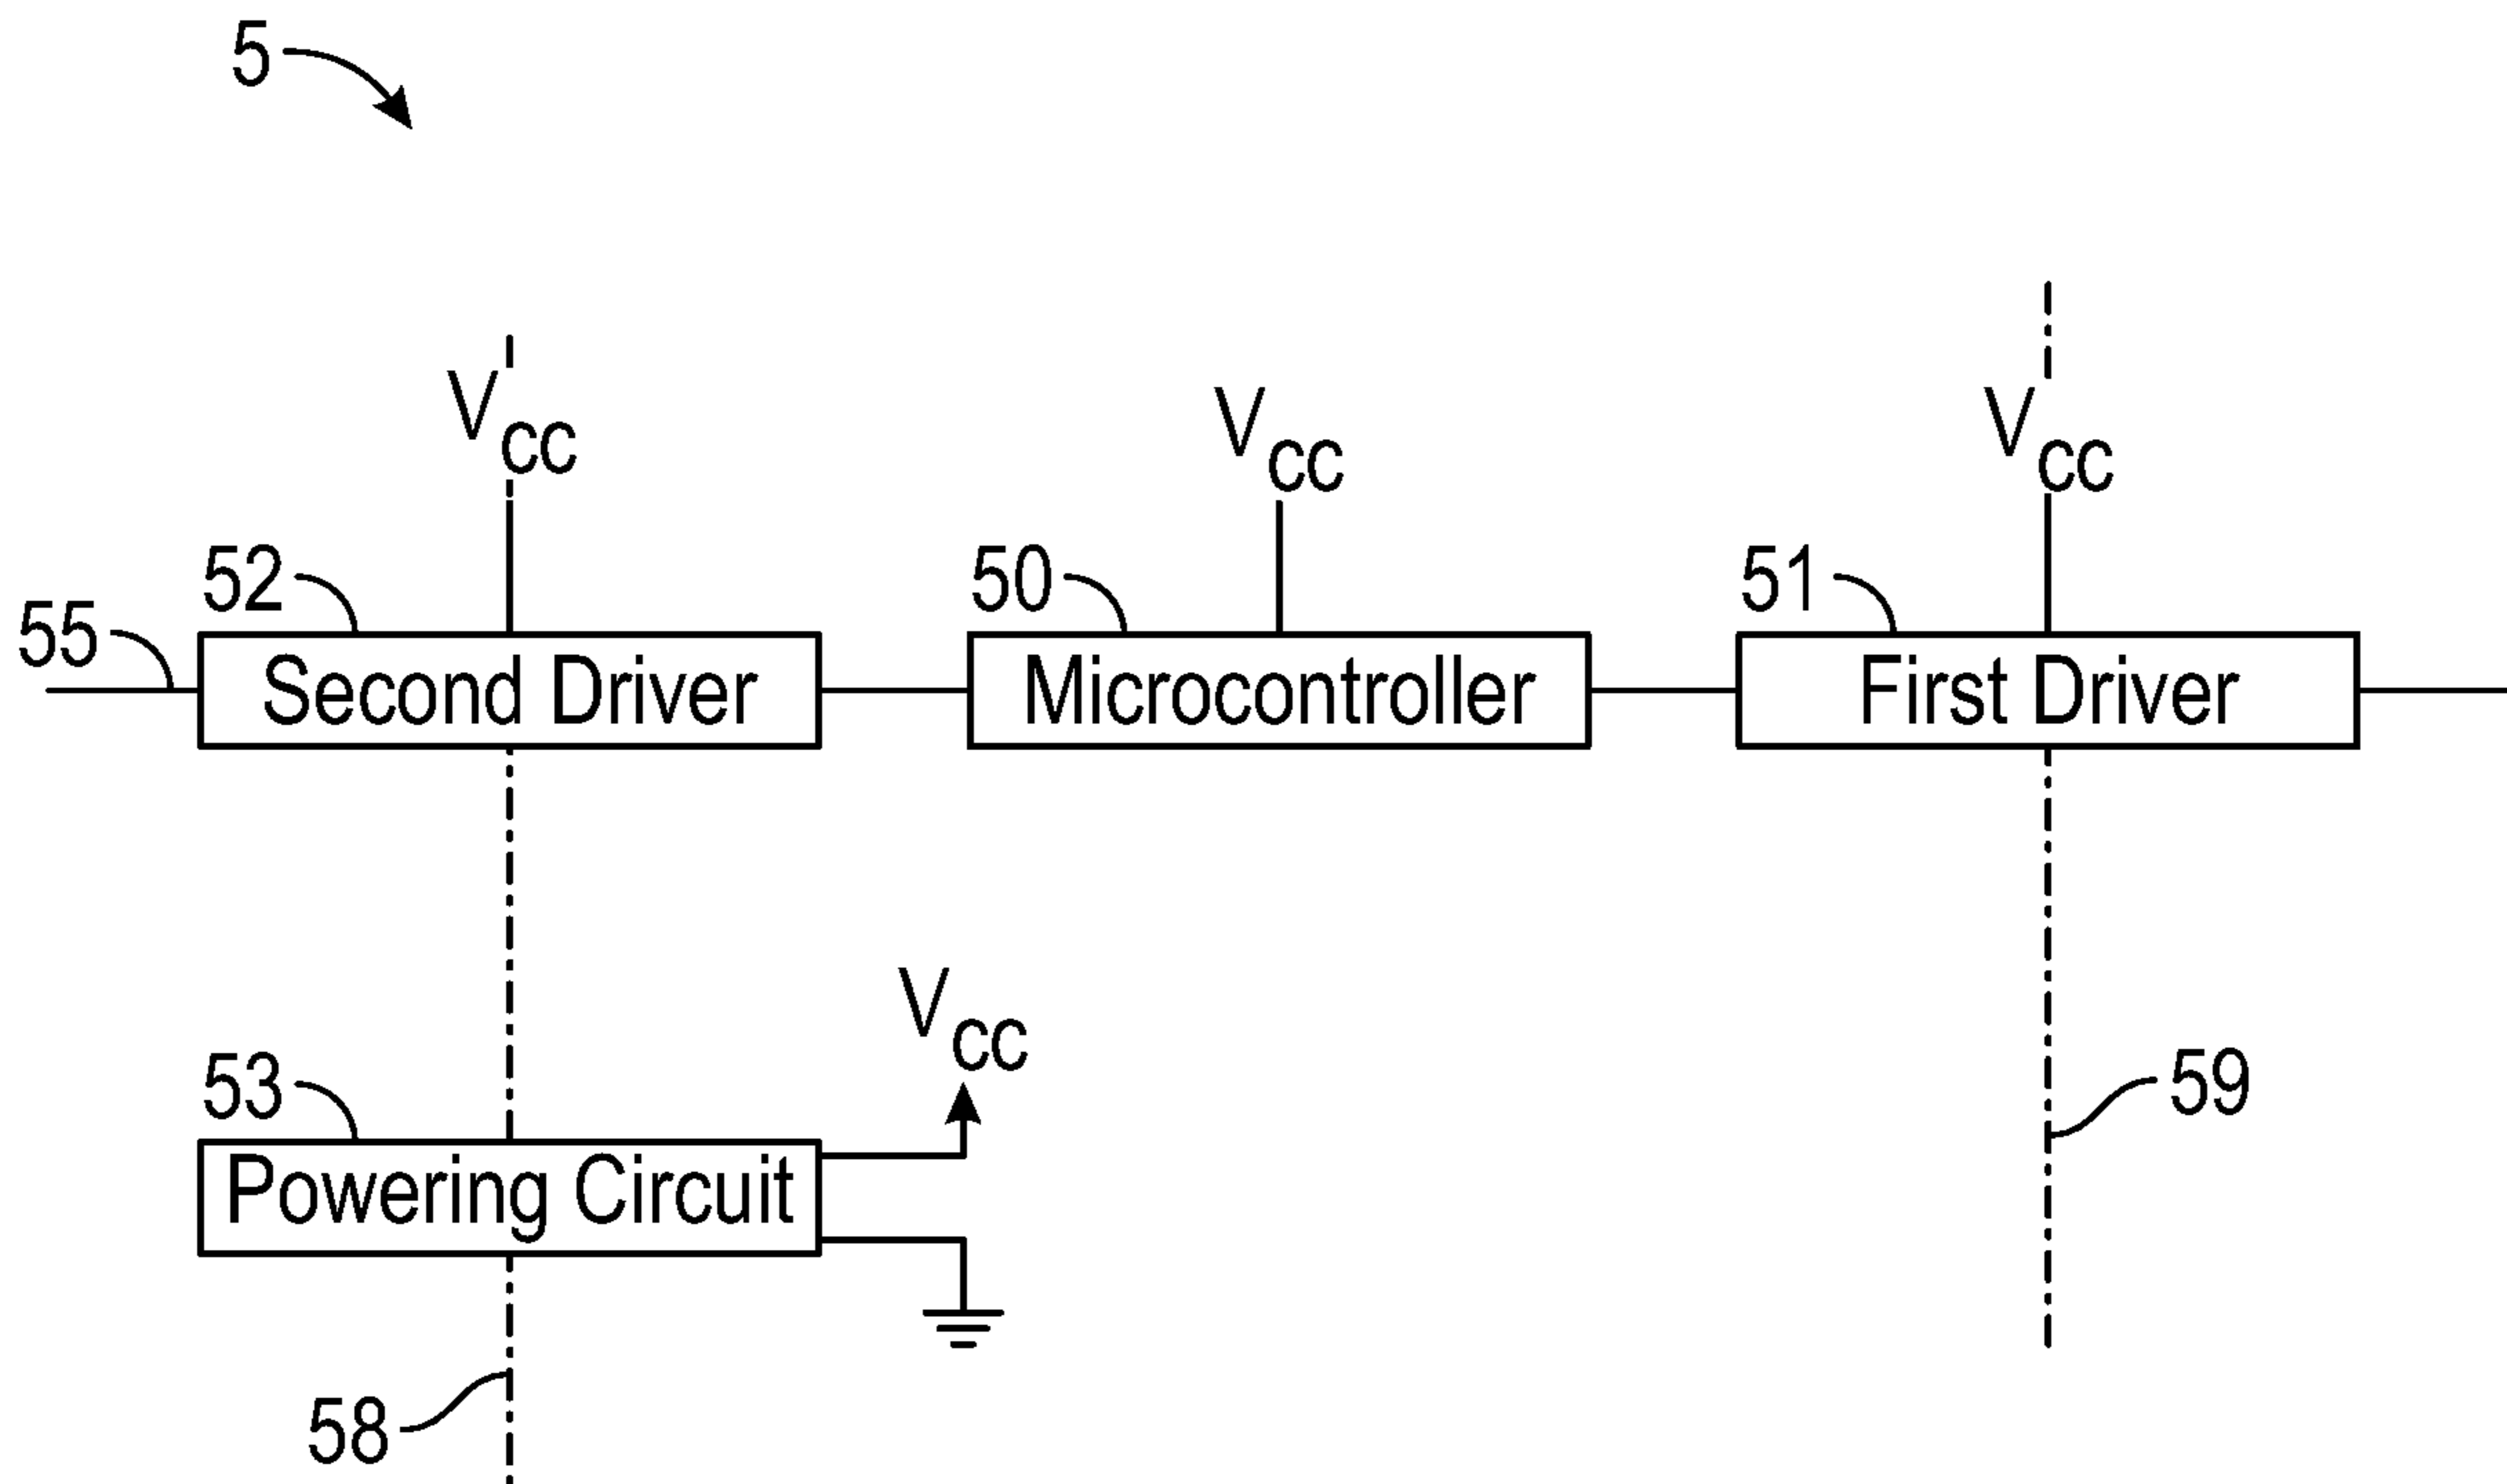 5
VCC
VCC
VCC
52
50
51
55
Second Driver
Microcontroller
First Driver
VCC
53
59
Powering Circuit
58